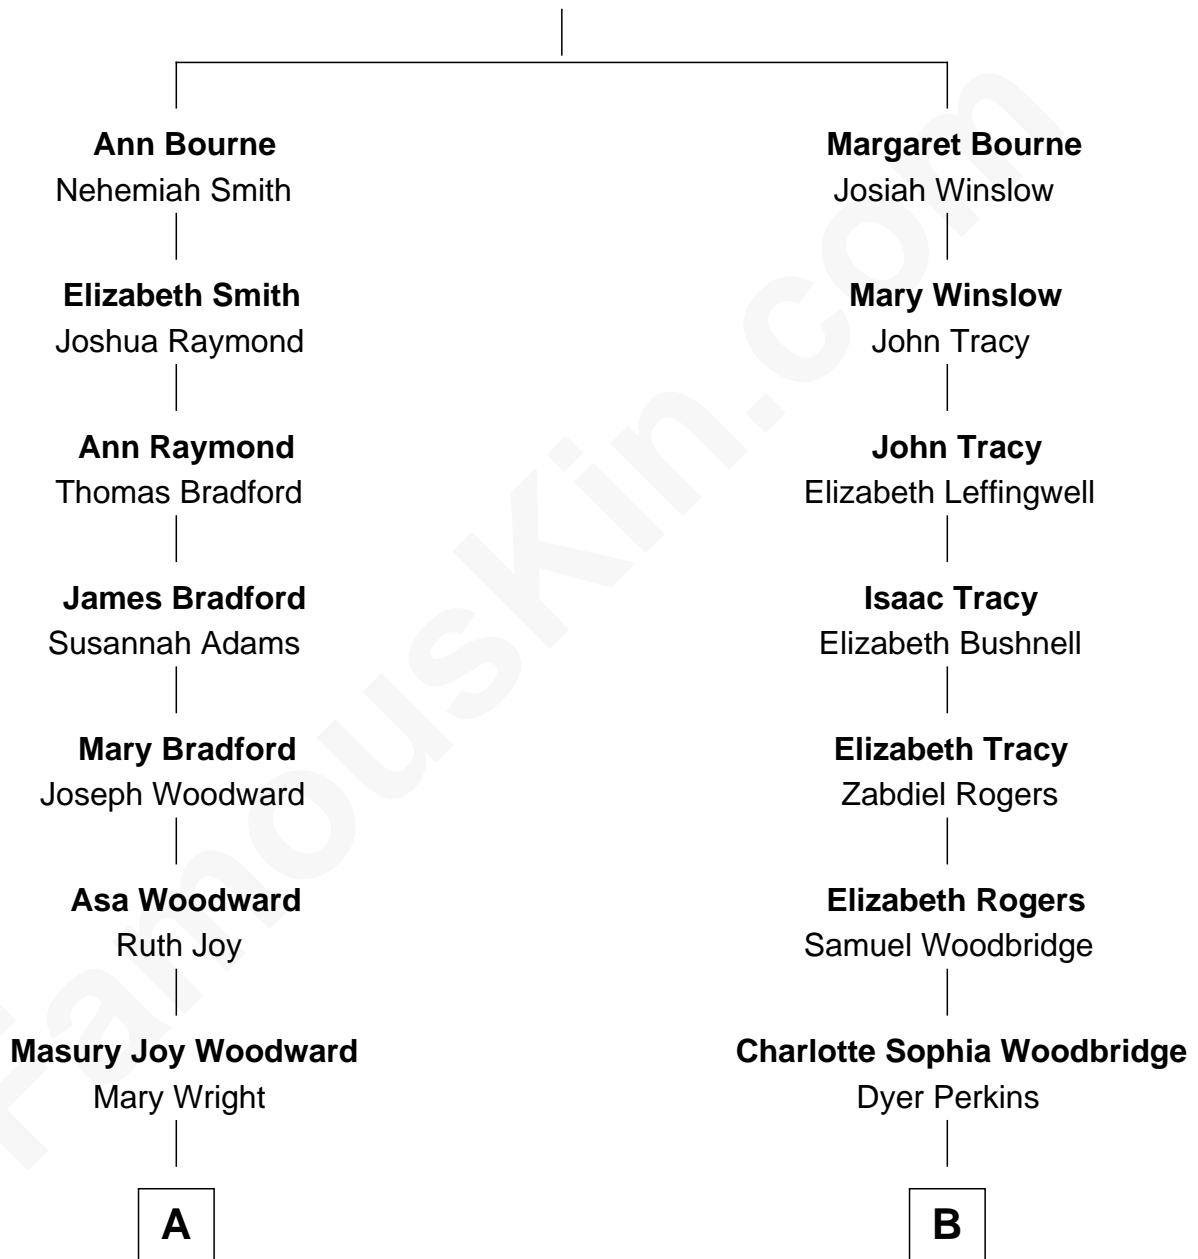 Ann Bourne
Nehemiah Smith
Elizabeth Smith
Joshua Raymond
Ann Raymond
Thomas Bradford
James Bradford
Susannah Adams
Mary Bradford
Joseph Woodward
Asa Woodward
Ruth Joy
Masury Joy Woodward
Mary Wright
A
Margaret Bourne
Josiah Winslow
Mary Winslow
John Tracy
John Tracy
Elizabeth Leffingwell
Isaac Tracy
Elizabeth Bushnell
Elizabeth Tracy
Zabdiel Rogers
Elizabeth Rogers
Samuel Woodbridge
Charlotte Sophia Woodbridge
Dyer Perkins
B
FamousKin.com